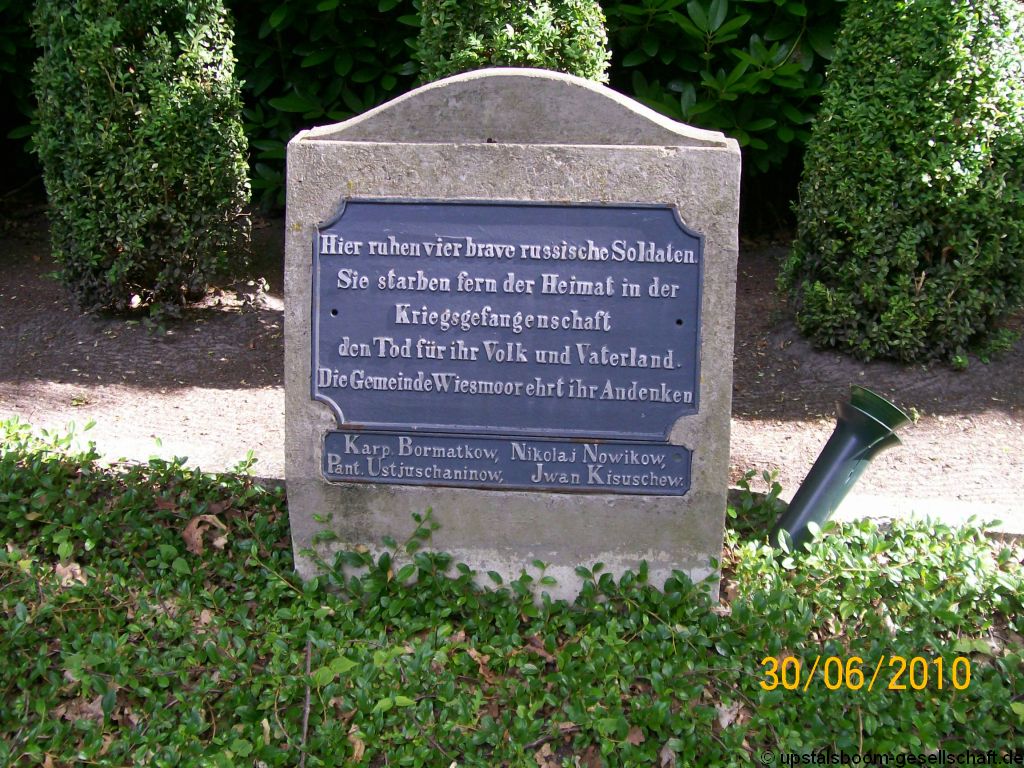 Hier ruhen vier brave russische Soldaten.
Sie starben fern der Heimat in der
Kriegsgefangenschaft
den Tod für ihr Volk und Vaterland.
Die Gemeinde Wiesmoor ehrt ihr Andenken
Karp Bormatkow, Nikolaj Nowikow,
Pant. Ustjuschaninow, Jwan Kisuschew.
30/06/2010
© upstalsboom-gesellschaft.de